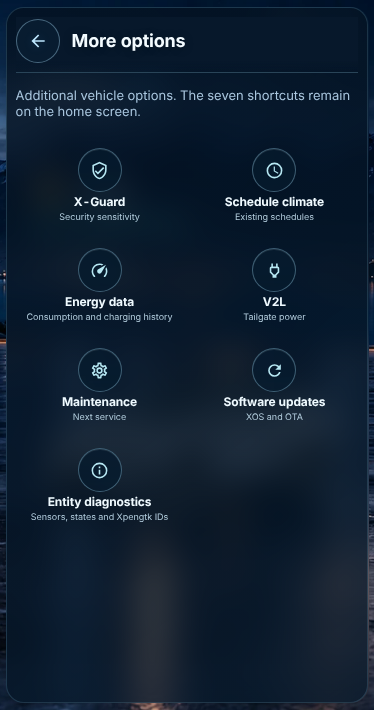 More options
Additional vehicle options. The seven shortcuts remain
on the home screen.
X-Guard
Security sensitivity
Schedule climate
Existing schedules
Energy data
Consumption and charging history
V2L
Tailgate power
Maintenance
Next service
Software updates
XOS and OTA
Entity diagnostics
Sensors, states and Xpengtk IDs